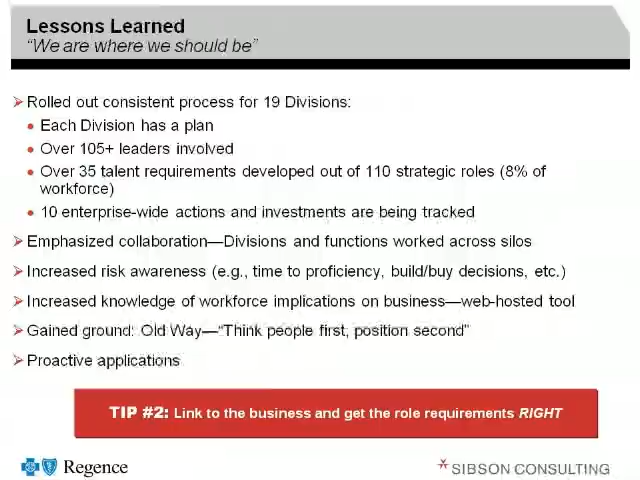 Lessons Learned
“We are where we should be”
Rolled out consistent process for 19 Divisions:
Each Division has a plan
Over 105+ leaders involved
Over 35 talent requirements developed out of 110 strategic roles (8% of
workforce)
10 enterprise-wide actions and investments are being tracked
Emphasized collaboration—Divisions and functions worked across silos
Increased risk awareness (e.g., time to proficiency, build/buy decisions, etc.)
Increased knowledge of workforce implications on business—web-hosted tool
Gained ground: Old Way—“Think people first, position second”
Proactive applications
TIP #2: Link to the business and get the role requirements RIGHT
Regence
SIBSON CONSULTING